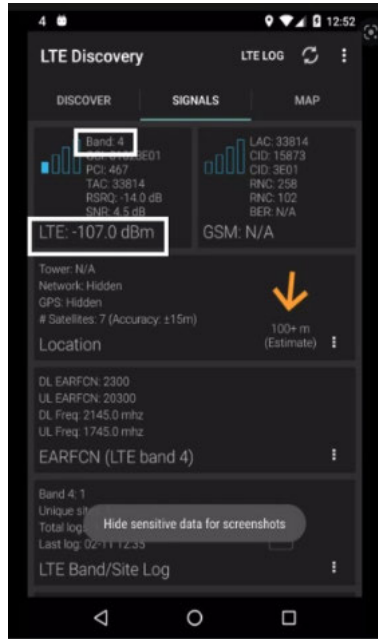 4 12:52
LTE Discovery LTE LOG
DISCOVER SIGNALS MAP
Band: 4
PCI: 467
TAC: 33814
RSRQ: -14.0 dB
SNR: 4.5 dB
LTE: -107.0 dBm
LAC: 33814
CID: 15873
CID: 3E01
RNC: 258
RNC: 102
BER: N/A
GSM: N/A
Tower: N/A
Network: Hidden
GPS: Hidden
# Satellites: 7 (Accuracy: ±15m)
Location
100+ m
(Estimate)
DL EARFCN: 2300
UL EARFCN: 20300
DL Freq: 2145.0 mhz
UL Freq: 1745.0 mhz
EARFCN (LTE band 4)
Band 4: 1
Unique
Total log
Hide sensitive data for screenshots
Last log: 02-11 12:35
LTE Band/Site Log